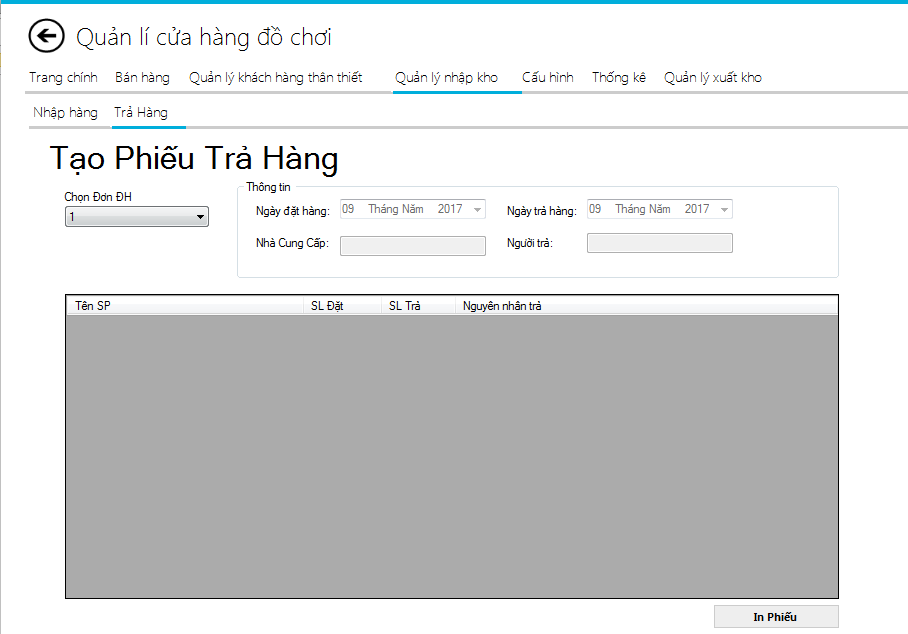 Quản lí cửa hàng đồ chơi
Trang chính Bán hàng Quản lý khách hàng thân thiết Quản lý nhập kho Cấu hình Thống kê Quản lý xuất kho
Nhập hàng Trả Hàng
Tạo Phiếu Trả Hàng
Chọn Đơn ĐH
1
Thông tin
Ngày đặt hàng: 09 Tháng Năm 2017 Ngày trả hàng: 09 Tháng Năm 2017
Nhà Cung Cấp: Người trả:
Tên SP SL Đặt SL Trả Nguyên nhân trả
In Phiếu